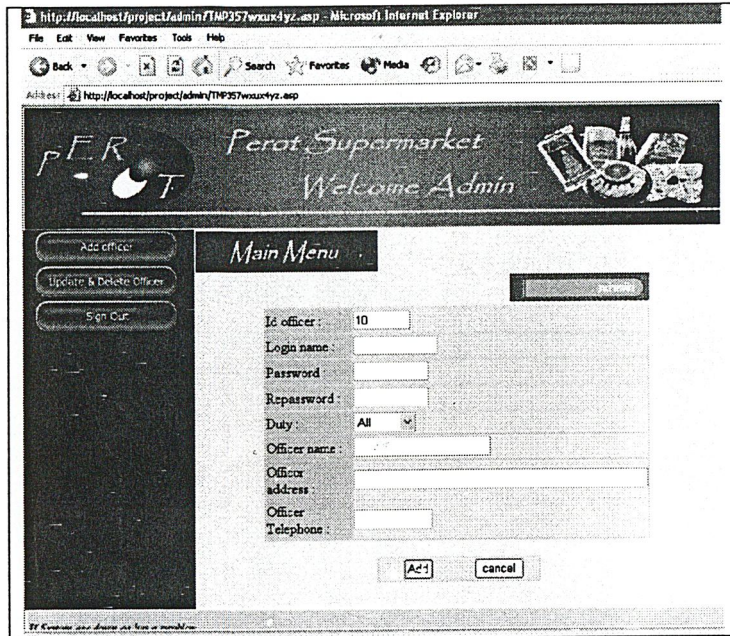 http://localhost/project/admin/TMP357wxux4yz.asp - Microsoft Internet Explorer
File Edit View Favorites Tools Help
Back Search Favorites Media
Address http://localhost/project/admin/TMP357wxux4yz.asp
PEROT
Perot Supermarket
Welcome Admin
Add officer
Update & Delete Officer
Sign Out
Main Menu
Id officer : 10
Login name :
Password
Repassword :
Duty : All
Officer name :
Officer address :
Officer Telephone :
Add cancel